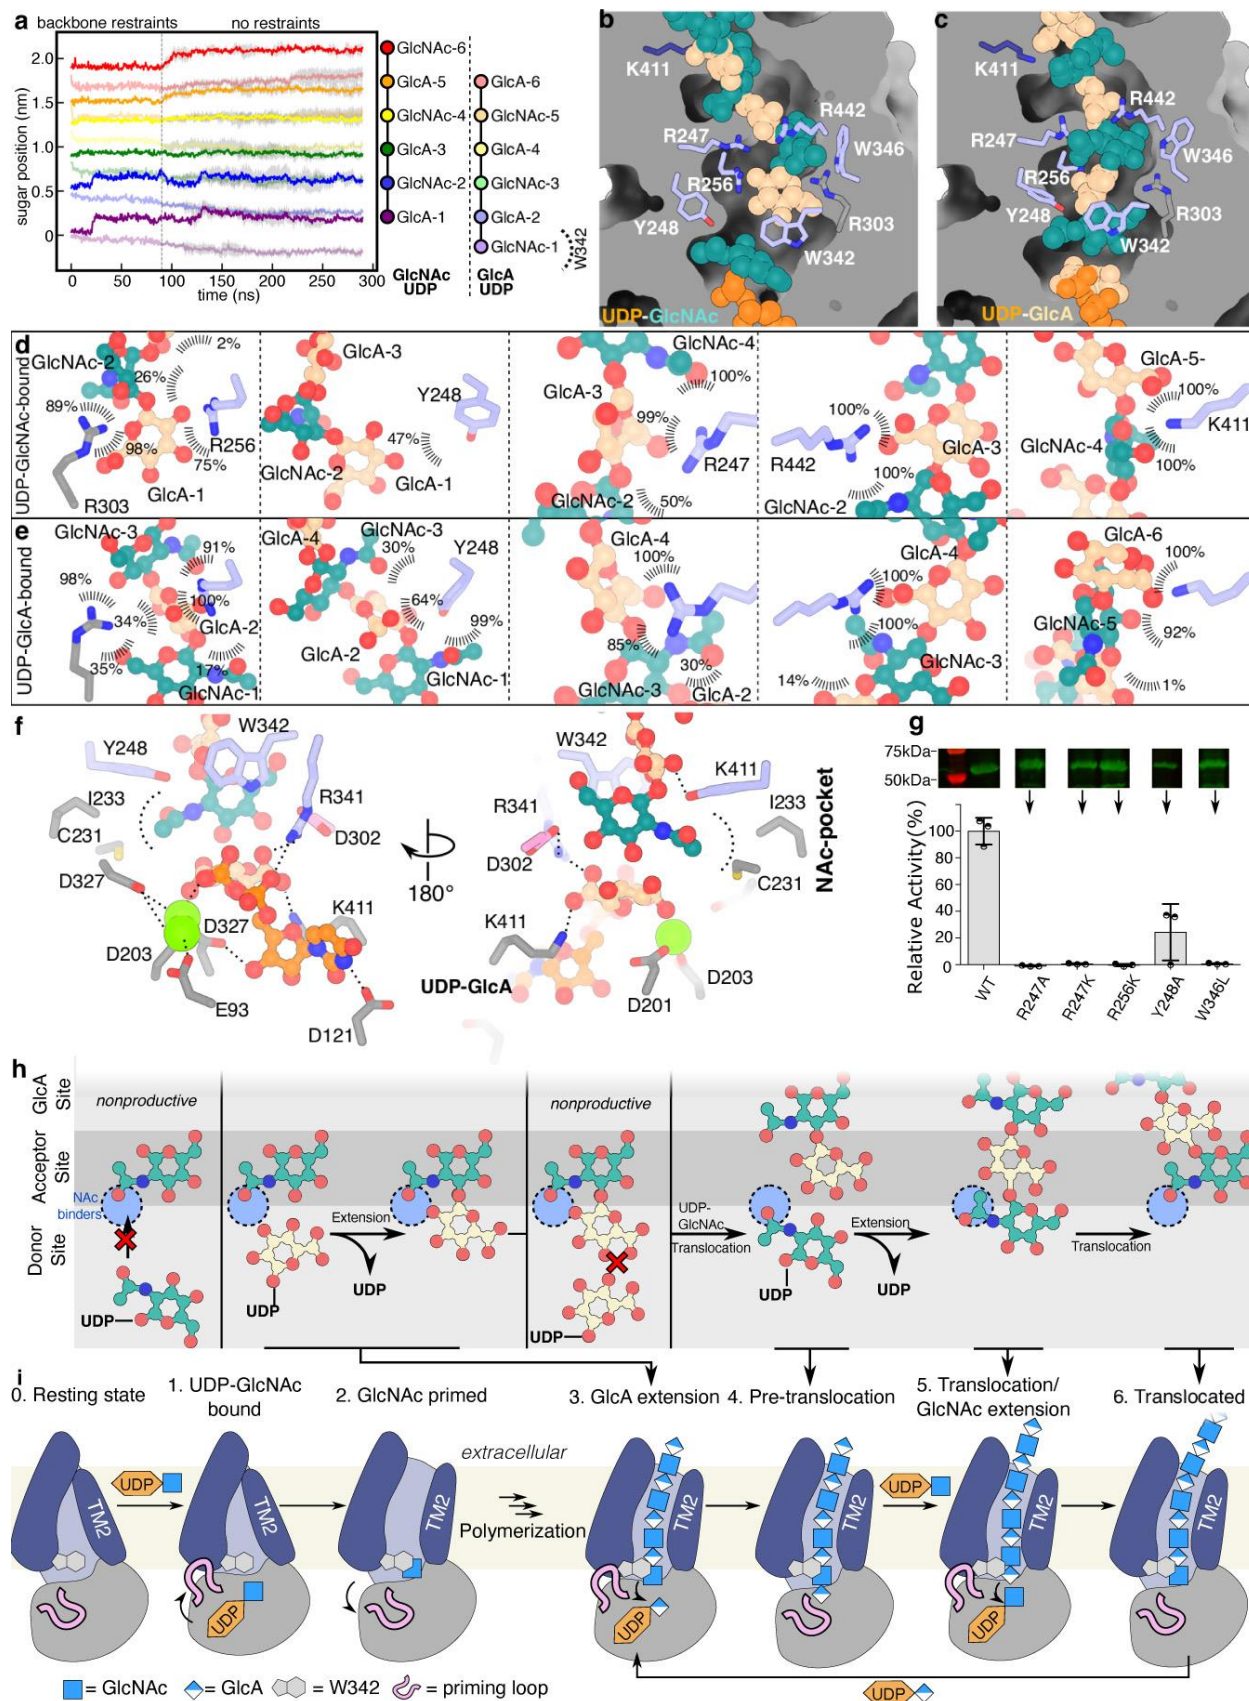 a
backbone restraints
no restraints
sugar position (nm)
2.0
1.5
1.0
0.5
0
0 50 100 150 200 250 300
time (ns)
GlcNAc-6
GlcA-5
GlcNAc-4
GlcA-3
GlcNAc-2
GlcA-1
GlcNAc
UDP
GlcA-6
GlcNAc-5
GlcA-4
GlcNAc-3
GlcA-2
GlcNAc-1
GlcA
UDP
W342
b
K411
R442
R247
W346
R256
Y248
R303
W342
UDP-GlcNAc
c
K411
R442
R247
W346
R256
Y248
R303
W342
UDP-GlcA
d
UDP-GlcNAc-bound
GlcNAc-2
2%
26%
89%
98%
75%
R256
R303
GlcA-1
GlcA-3
Y248
47%
GlcNAc-2
GlcA-1
GlcNAc-4
100%
GlcA-3
99%
R247
GlcNAc-2
50%
100%
R442
GlcA-3
100%
GlcNAc-2
GlcA-5-
100%
K411
GlcNAc-4
100%
e
UDP-GlcA-bound
GlcNAc-3
91%
98%
100%
34%
GlcA-2
35%
17%
GlcNAc-1
GlcNAc-3
GlcA-4
30%
Y248
64%
99%
GlcA-2
GlcNAc-1
GlcA-4
100%
85%
30%
GlcNAc-3
GlcA-2
GlcA-4
100%
100%
GlcNAc-3
14%
GlcA-6
100%
GlcNAc-5
92%
1%
f
W342
Y248
I233
R341
C231
D302
D327
K411
D327
D203
E93
D121
180°
W342
K411
R341
I233
D302
C231
K411
UDP-GlcA
D203
D201
NAc-pocket
g
75kDa
50kDa
Relative Activity(%)
100
80
60
40
20
0
WT
R247A
R247K
R256K
Y248A
W346L
h
GlcA
Site
Acceptor
Site
Donor
Site
nonproductive
NAc
binders
UDP
Extension
UDP
UDP
nonproductive
UDP
UDP-
GlcNAc
Translocation
UDP
Extension
UDP
Translocation
i
0. Resting state
1. UDP-GlcNAc
bound
2. GlcNAc primed
3. GlcA extension
4. Pre-translocation
5. Translocation/
GlcNAc extension
6. Translocated
extracellular
UDP
TM2
TM2
UDP
TM2
Polymerization
TM2
UDP
TM2
UDP
TM2
UDP
TM2
UDP
= GlcNAc
= GlcA
= W342
= priming loop